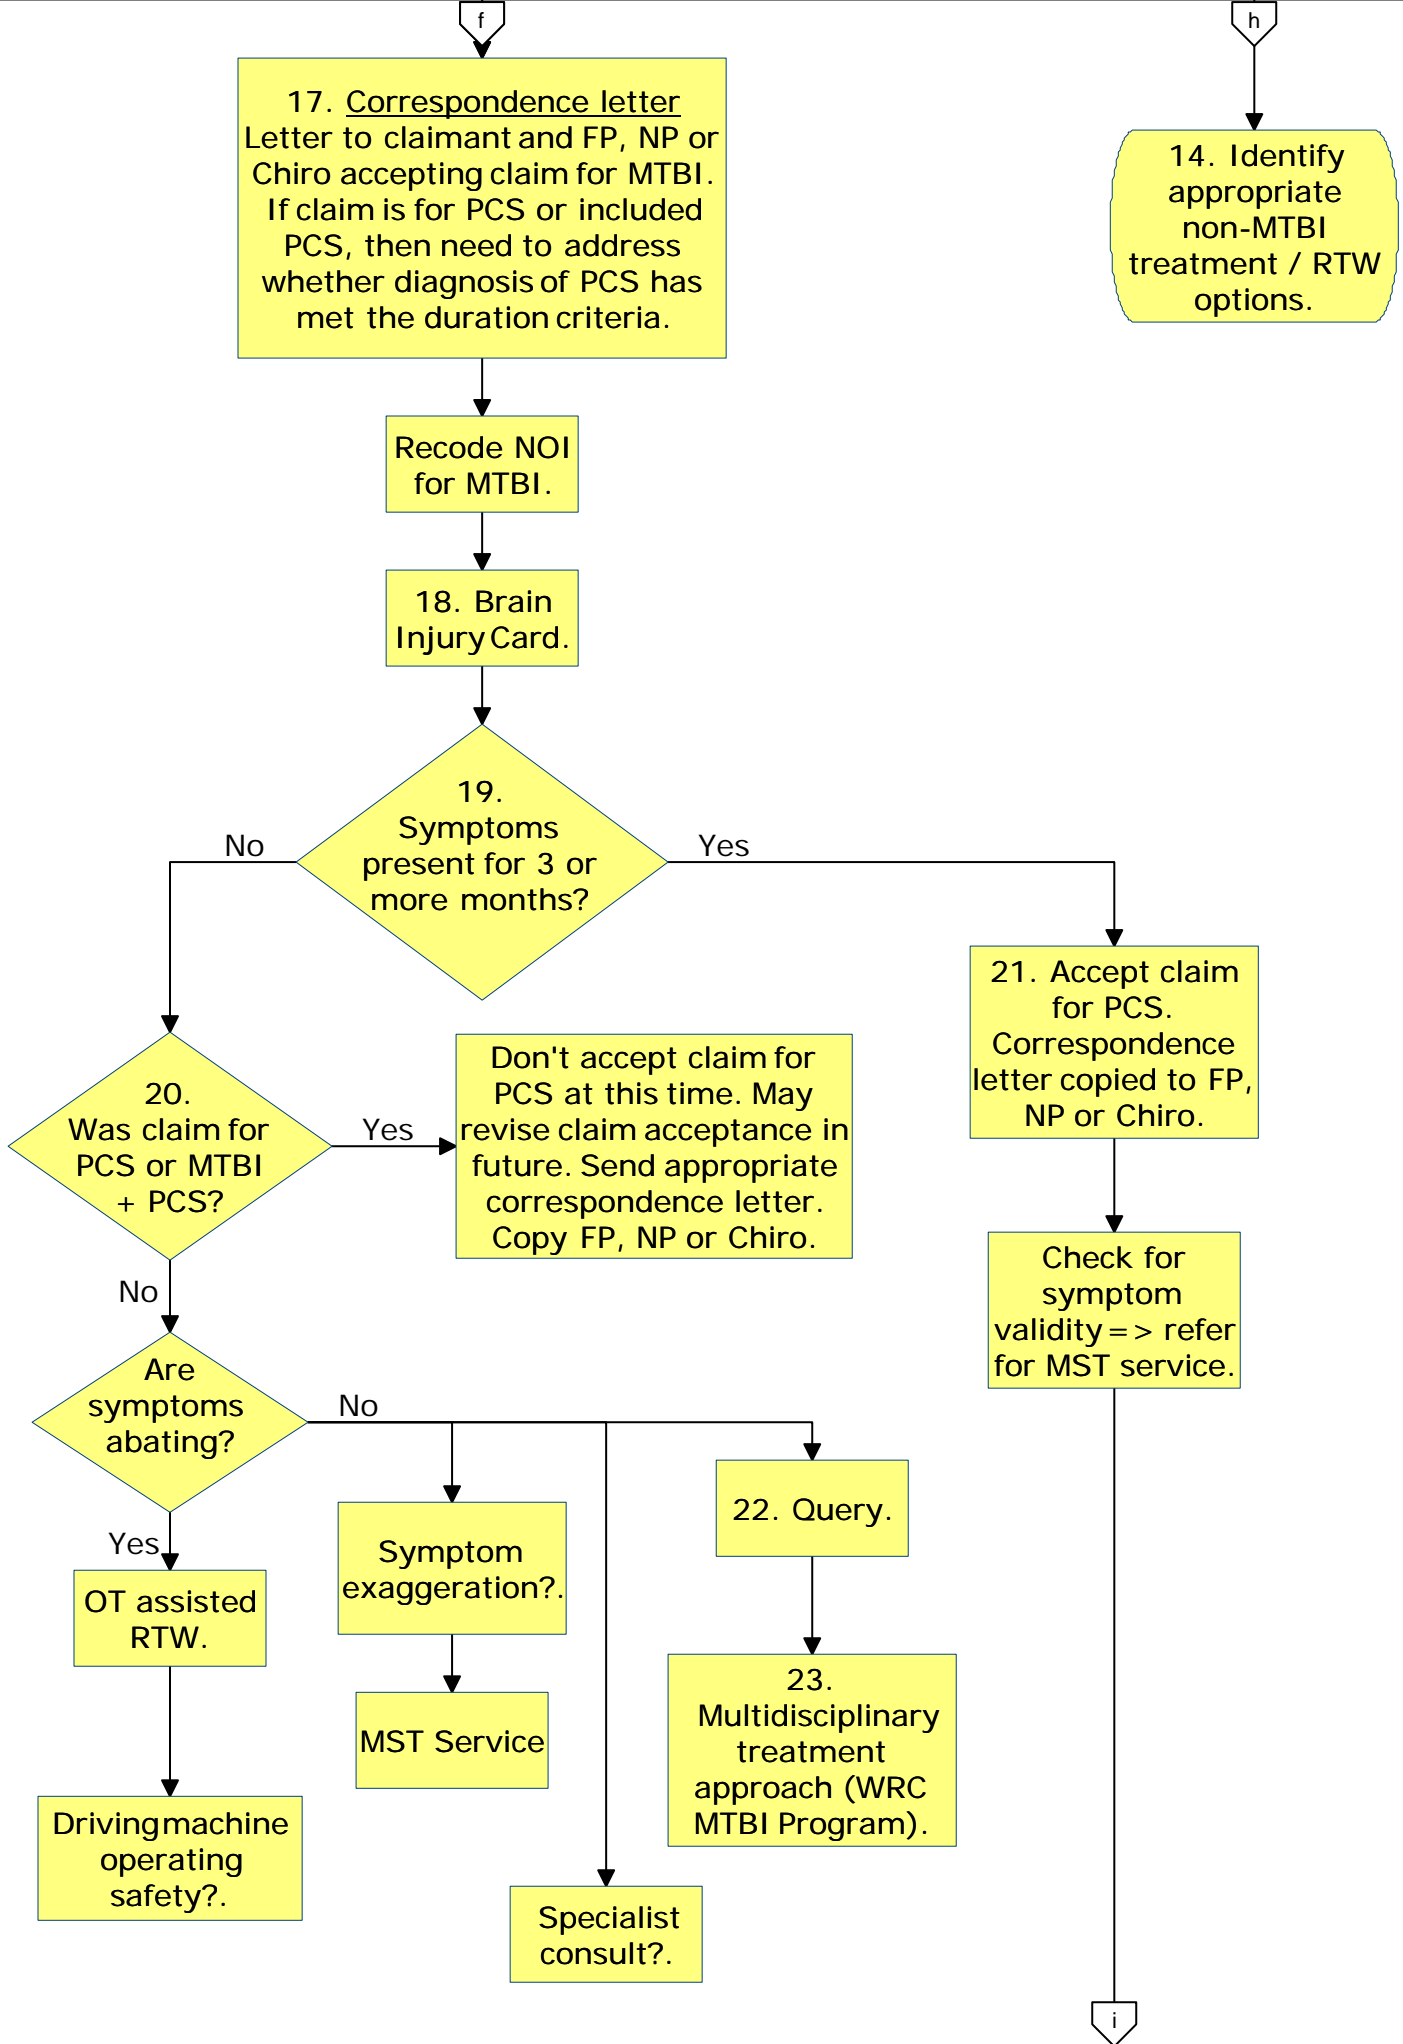 f
h
17. Correspondence letter
Letter to claimant and FP, NP or
Chiro accepting claim for MTBI.
If claim is for PCS or included
PCS, then need to address
whether diagnosis of PCS has
met the duration criteria.
14. Identify
appropriate
non-MTBI
treatment / RTW
options.
Recode NOI
for MTBI.
18. Brain
Injury Card.
19.
Symptoms
present for 3 or
more months?
No
Yes
20.
Was claim for
PCS or MTBI
+ PCS?
Yes
Don't accept claim for
PCS at this time. May
revise claim acceptance in
future. Send appropriate
correspondence letter.
Copy FP, NP or Chiro.
21. Accept claim
for PCS.
Correspondence
letter copied to FP,
NP or Chiro.
No
Check for
symptom
validity => refer
for MST service.
Are
symptoms
abating?
No
Yes
OT assisted
RTW.
Symptom
exaggeration?.
22. Query.
Driving machine
operating
safety?.
MST Service
23.
Multidisciplinary
treatment
approach (WRC
MTBI Program).
Specialist
consult?.
i